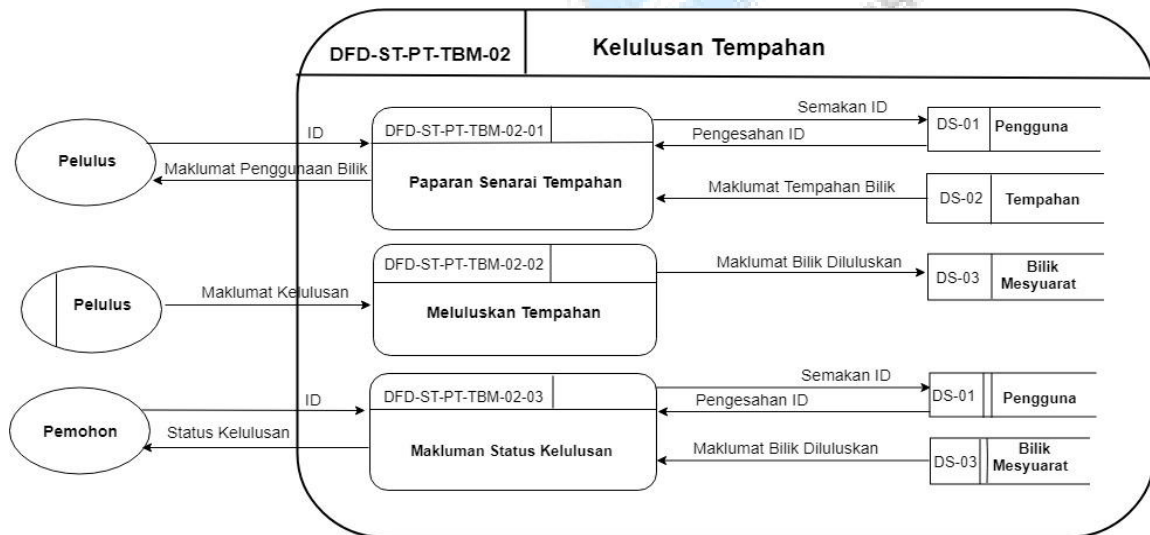 DFD-ST-PT-TBM-02
Kelulusan Tempahan
Pelulus
ID
Maklumat Penggunaan Bilik
DFD-ST-PT-TBM-02-01
Paparan Senarai Tempahan
Semakan ID
Pengesahan ID
DS-01
Pengguna
Maklumat Tempahan Bilik
DS-02
Tempahan
Pelulus
Maklumat Kelulusan
DFD-ST-PT-TBM-02-02
Meluluskan Tempahan
Maklumat Bilik Diluluskan
DS-03
Bilik
Mesyuarat
Pemohon
ID
Status Kelulusan
DFD-ST-PT-TBM-02-03
Makluman Status Kelulusan
Semakan ID
Pengesahan ID
DS-01
Pengguna
Maklumat Bilik Diluluskan
DS-03
Bilik
Mesyuarat